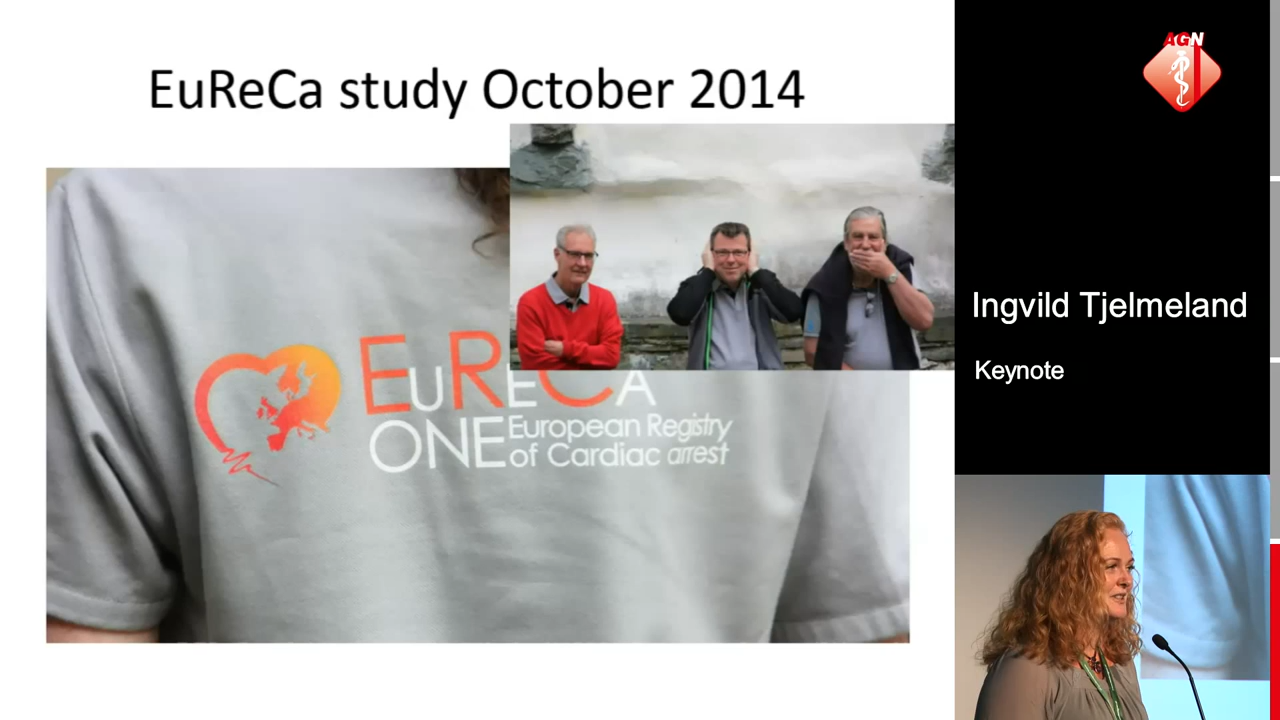 EuReCa study October 2014
EURECA
ONE European Registry
of Cardiac arrest
AGN
Ingvild Tjelmeland
Keynote